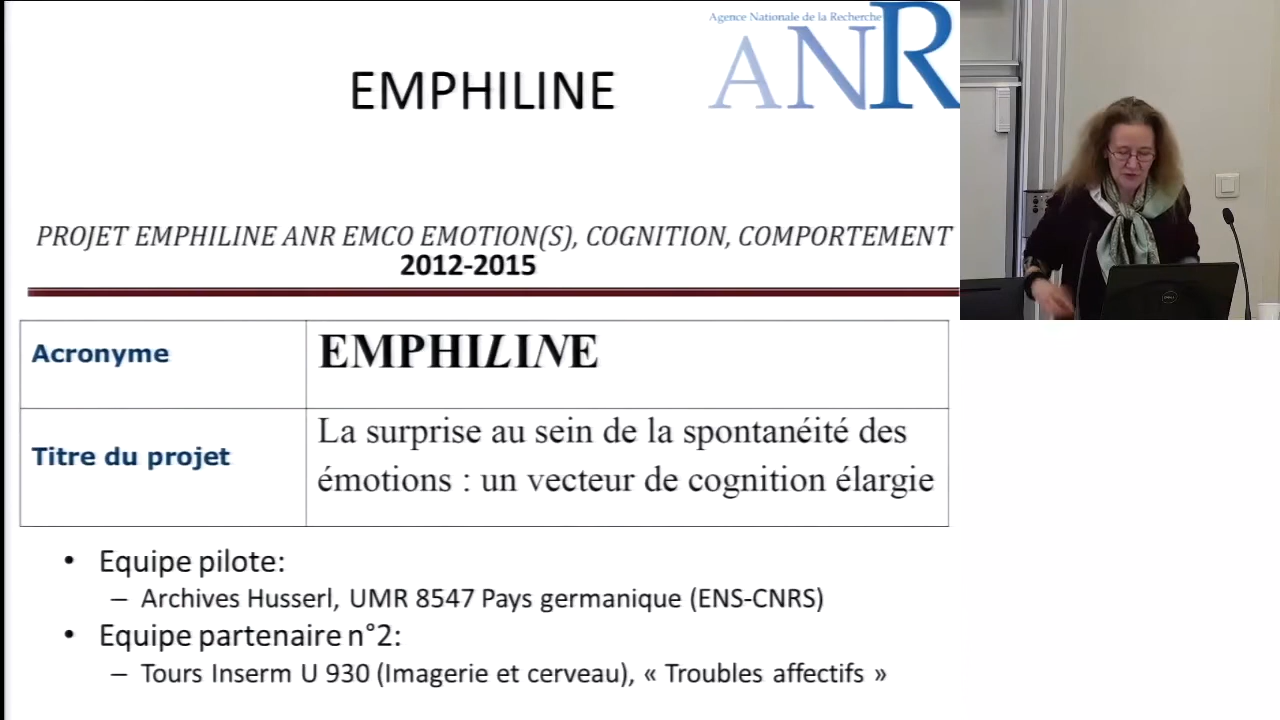 Agence Nationale de la Recherche
ANR
EMPHILINE
PROJET EMPHILINE ANR EMCO EMOTION(S), COGNITION, COMPORTEMENT
2012-2015
Acronyme
EMPHILINE
Titre du projet
La surprise au sein de la spontanéité des
émotions : un vecteur de cognition élargie
• Equipe pilote:
– Archives Husserl, UMR 8547 Pays germanique (ENS-CNRS)
• Equipe partenaire n°2:
– Tours Inserm U 930 (Imagerie et cerveau), « Troubles affectifs »
DELL